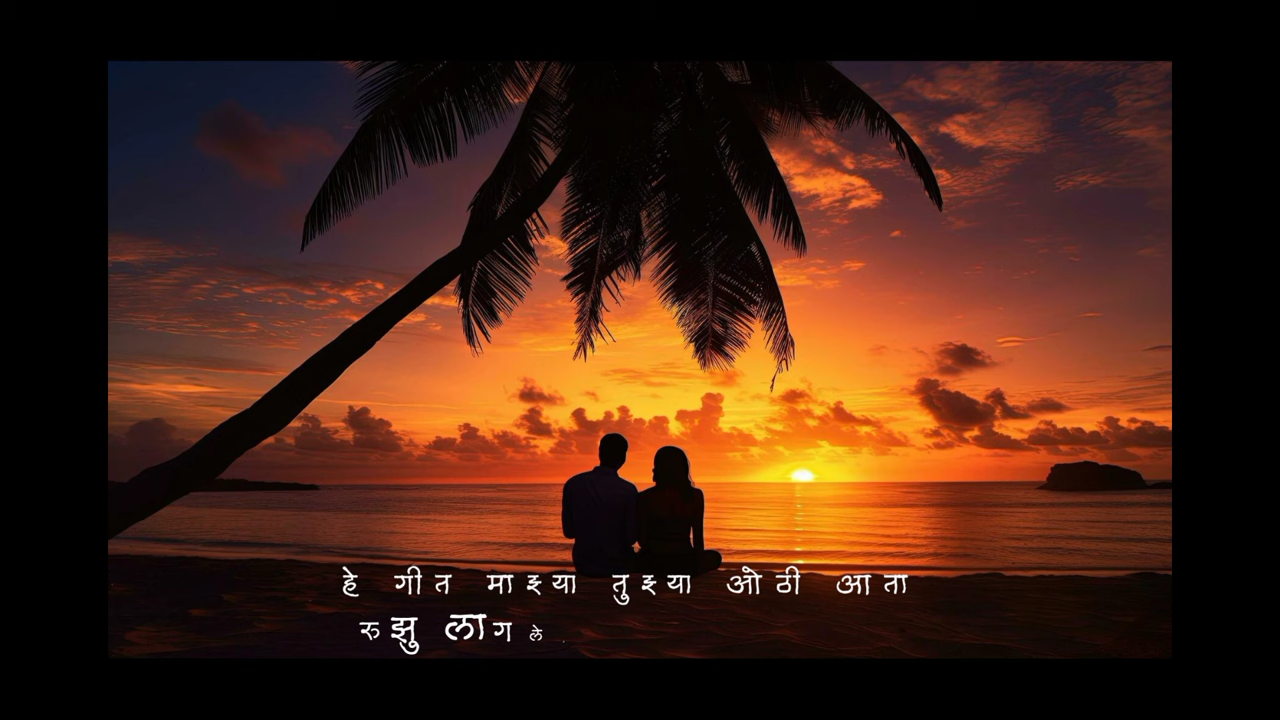 हे गीत माझ्या तुझ्या ओठी आता
रुझु लागले .